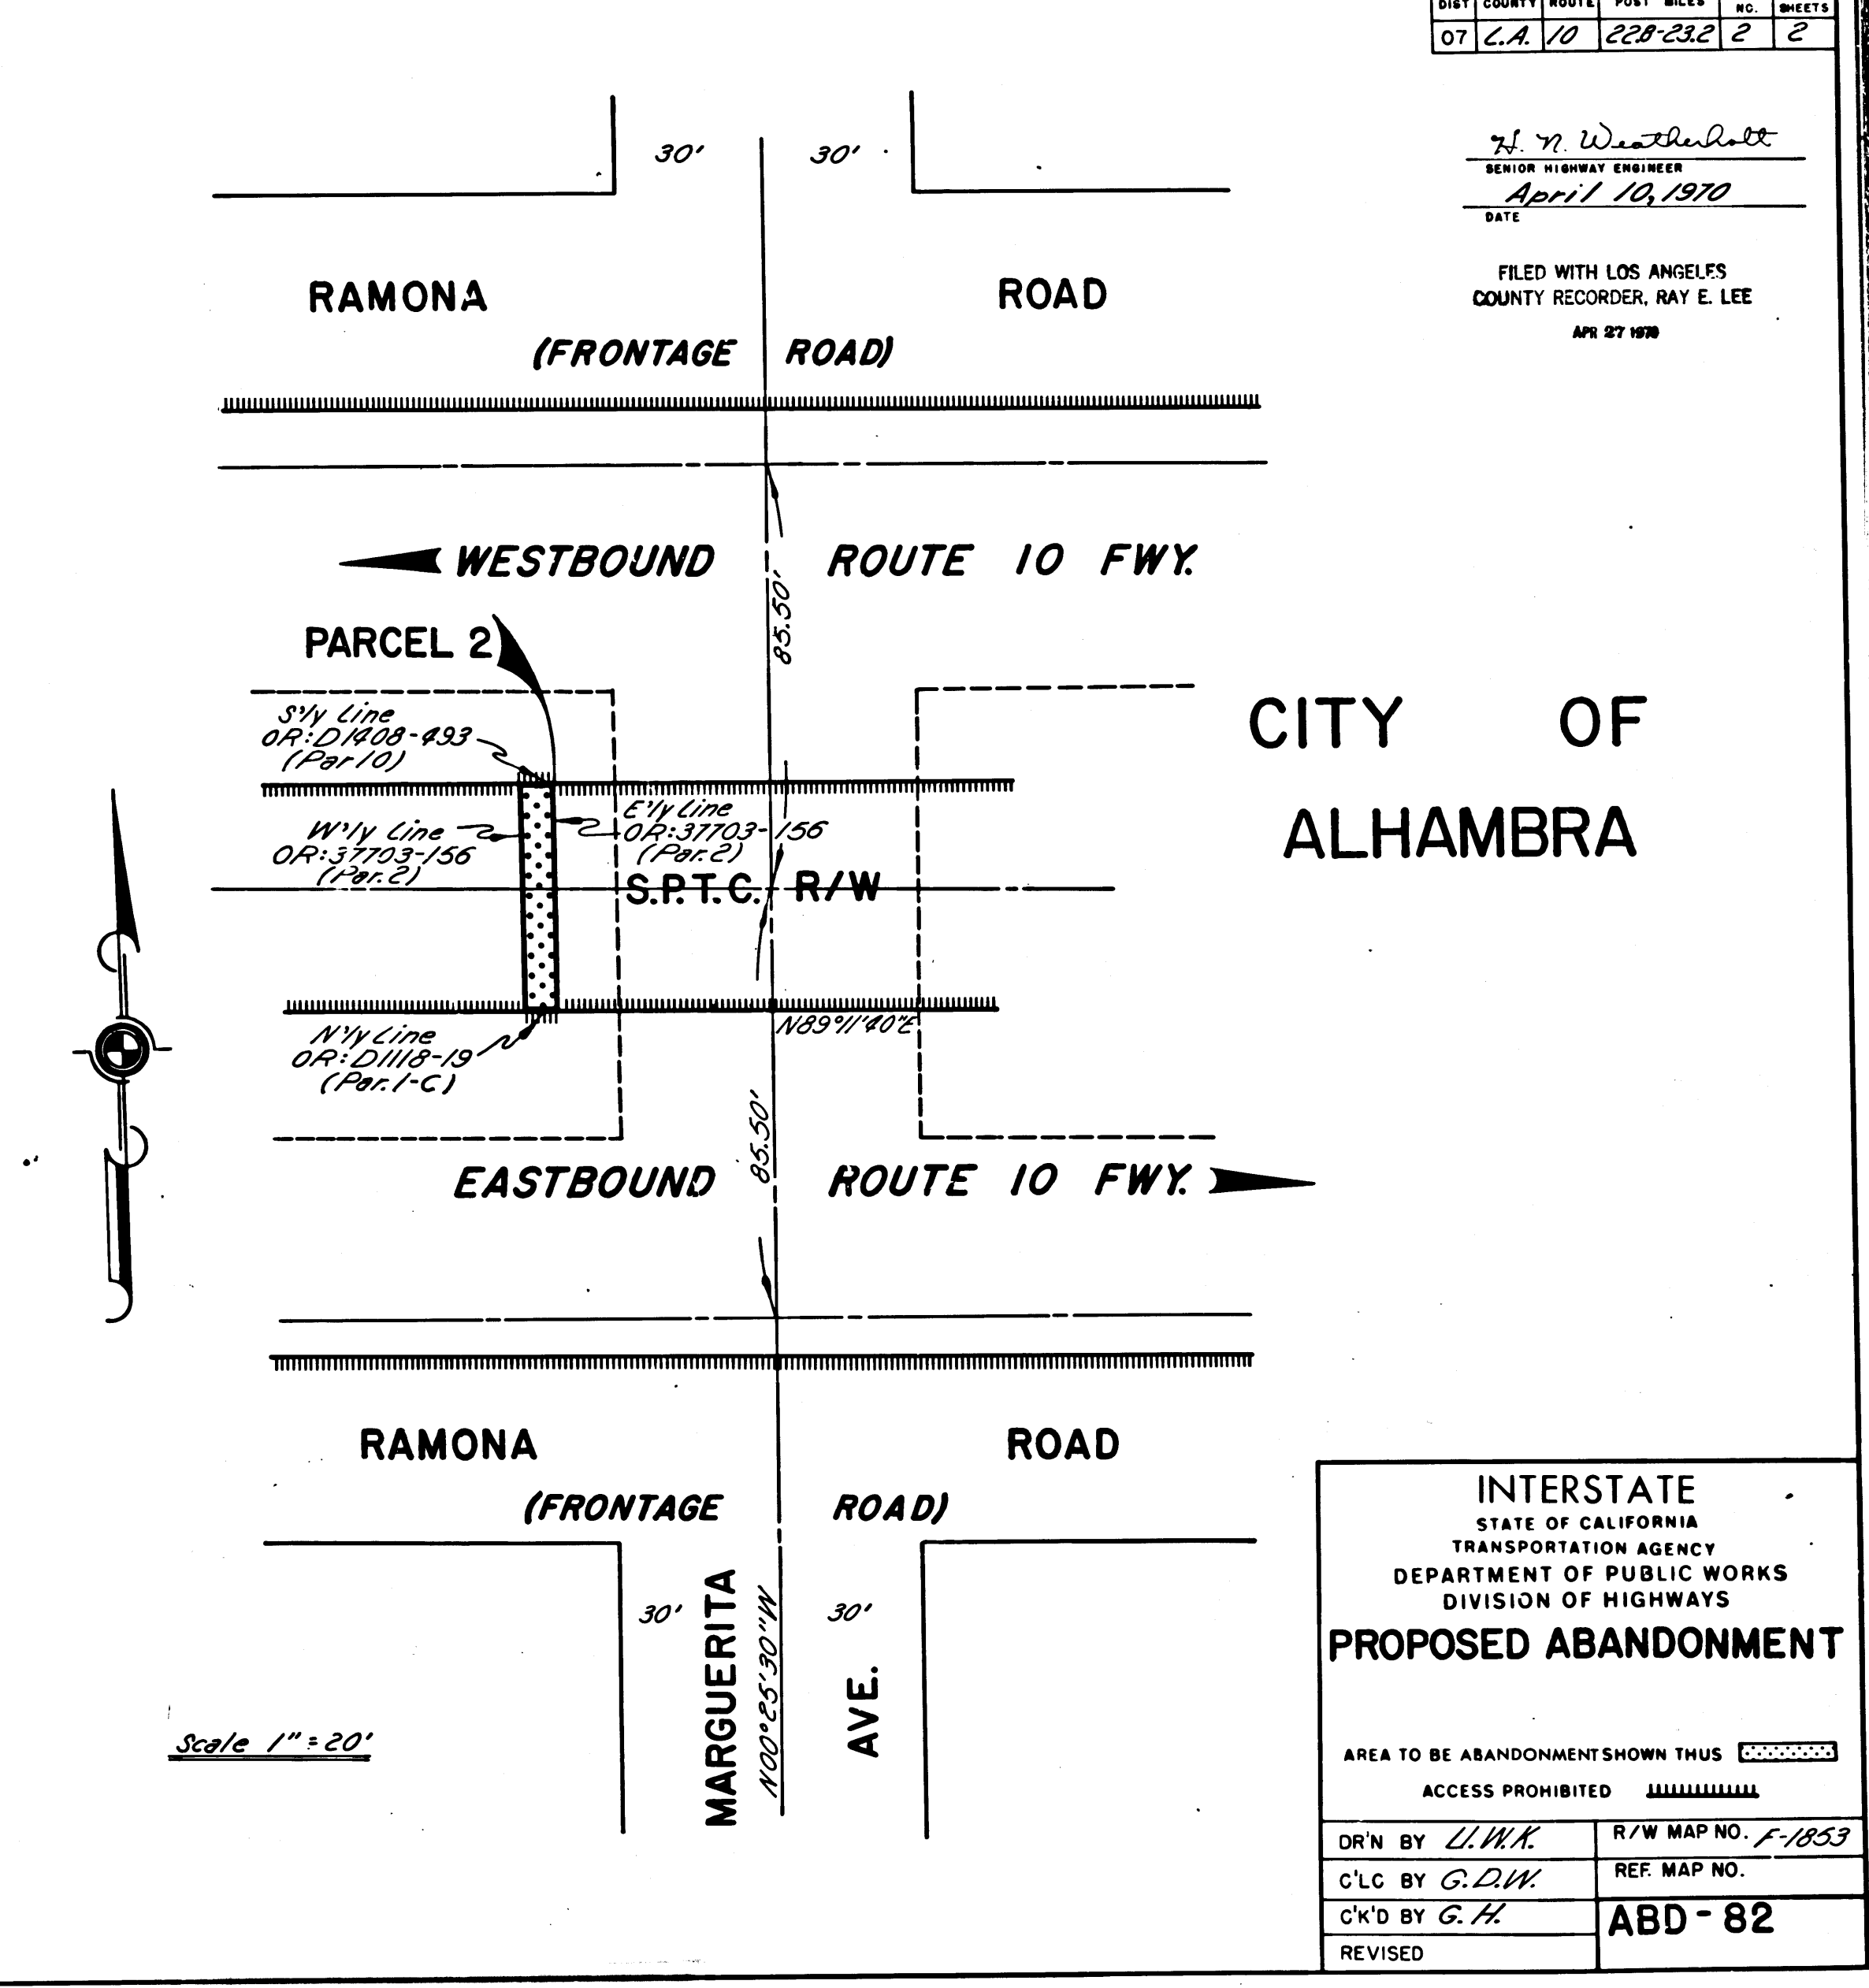 DIST COUNTY ROUTE POST MILES NO. SHEETS
07 L.A. 10 22.8-23.2 2 2
H. N. Weatherholt
SENIOR HIGHWAY ENGINEER
April 10, 1970
DATE
FILED WITH LOS ANGELES
COUNTY RECORDER, RAY E. LEE
APR 27 1970
30' 30'
RAMONA ROAD
(FRONTAGE ROAD)
WESTBOUND ROUTE 10 FWY.
85.50'
PARCEL 2
S'ly Line
OR: D1408-493
(Par 10)
CITY OF
ALHAMBRA
W'ly Line
OR: 37703-156
(Par. 2)
E'ly Line
OR: 37703-156
(Par. 2)
S.P.T.C. R/W
N89°11'40"E
N'ly Line
OR: D1118-19
(Par. 1-C)
85.50'
EASTBOUND ROUTE 10 FWY.
RAMONA ROAD
(FRONTAGE ROAD)
30' 30'
MARGUERITA AVE.
N00°25'30"W
Scale 1" = 20'
INTERSTATE
STATE OF CALIFORNIA
TRANSPORTATION AGENCY
DEPARTMENT OF PUBLIC WORKS
DIVISION OF HIGHWAYS
PROPOSED ABANDONMENT
AREA TO BE ABANDONMENT SHOWN THUS
ACCESS PROHIBITED
DR'N BY U.W.K. R/W MAP NO. F-1853
C'LC BY G.D.W. REF. MAP NO.
C'K'D BY G.H. ABD-82
REVISED